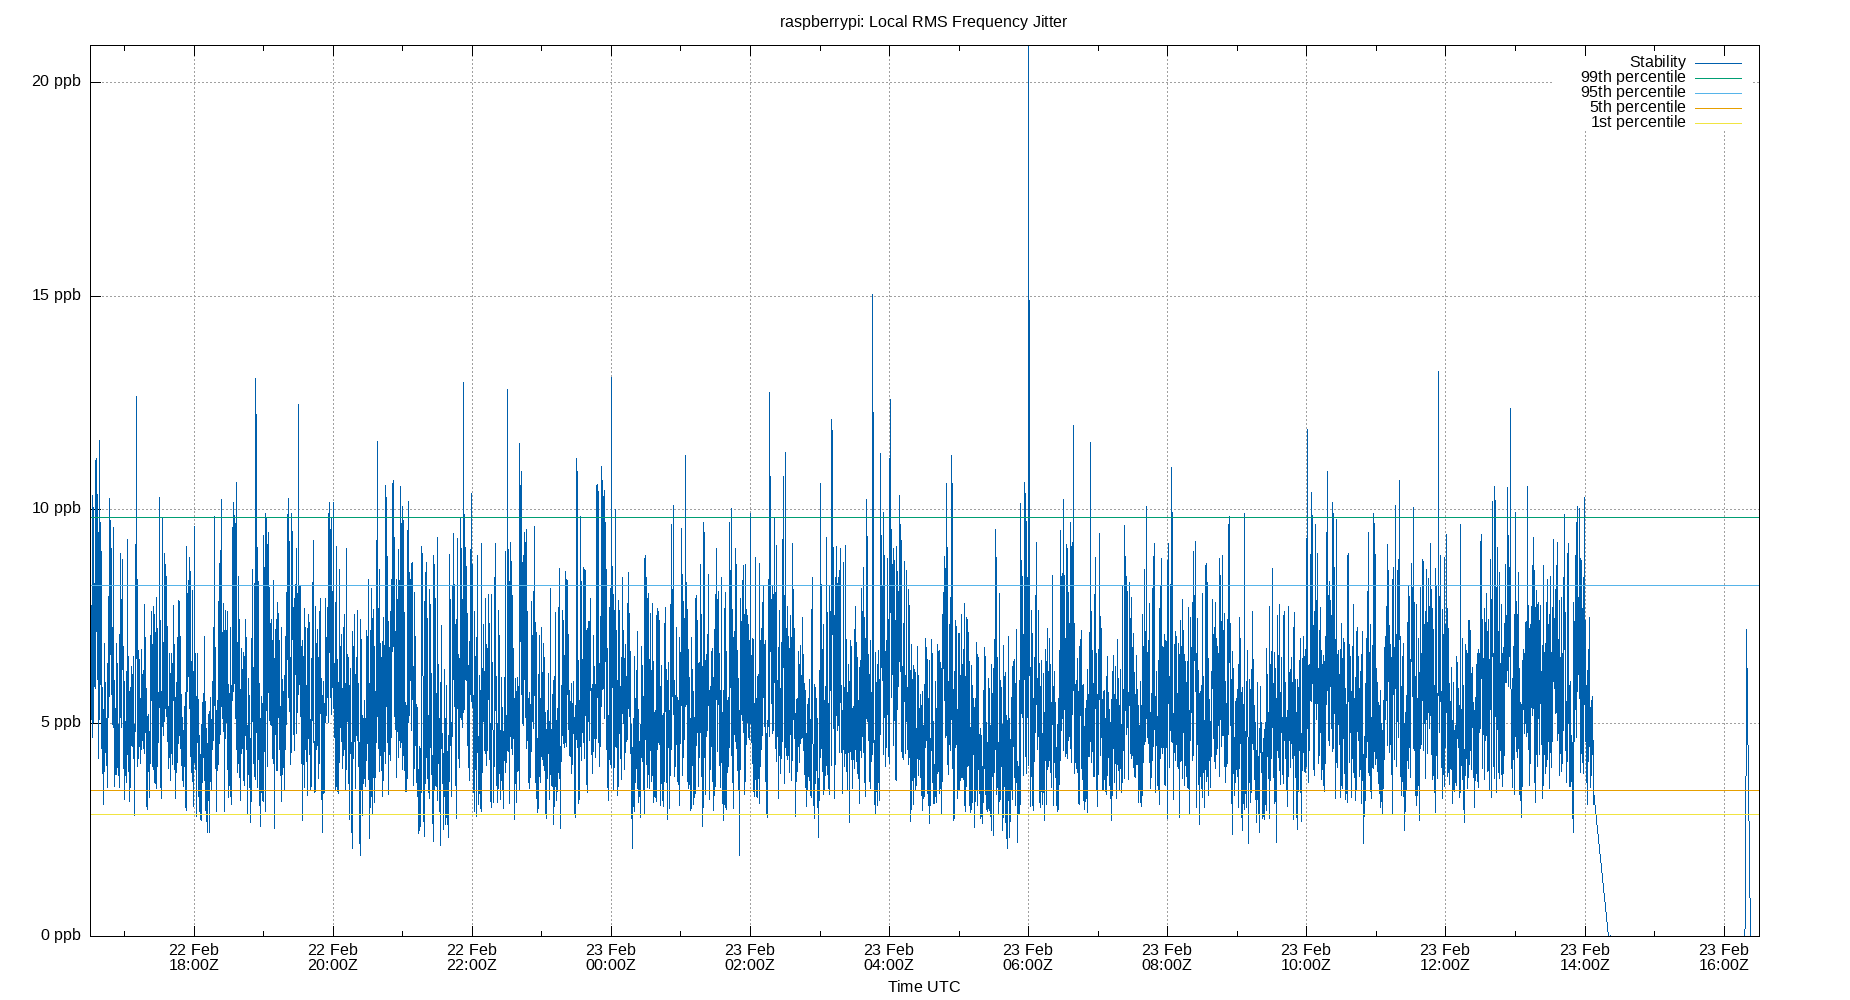 raspberrypi: Local RMS Frequency Jitter
Stability
99th percentile
95th percentile
5th percentile
1st percentile
20 ppb
15 ppb
10 ppb
5 ppb
0 ppb
22 Feb 22 Feb 22 Feb 23 Feb 23 Feb 23 Feb 23 Feb 23 Feb 23 Feb 23 Feb 23 Feb 23 Feb
18:00Z 20:00Z 22:00Z 00:00Z 02:00Z 04:00Z 06:00Z 08:00Z 10:00Z 12:00Z 14:00Z 16:00Z
Time UTC